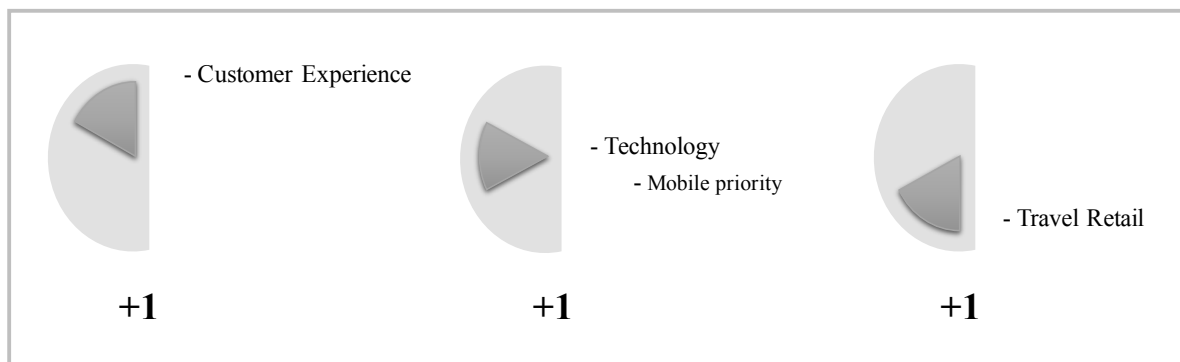 - Customer Experience
- Technology
- Mobile priority
- Travel Retail
+1
+1
+1